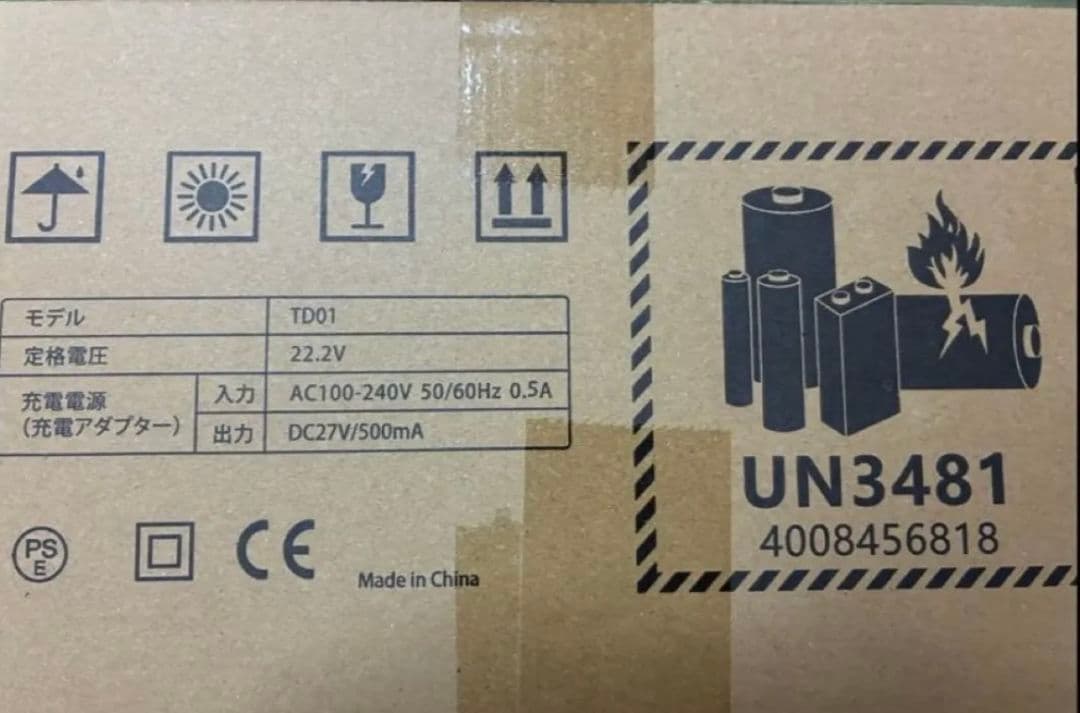 モデル TD01
定格電圧 22.2V
充電電源 入力 AC100-240V 50/60Hz 0.5A
(充電アダプター) 出力 DC27V/500mA
UN3481
4008456818
PS
E
CE
Made in China